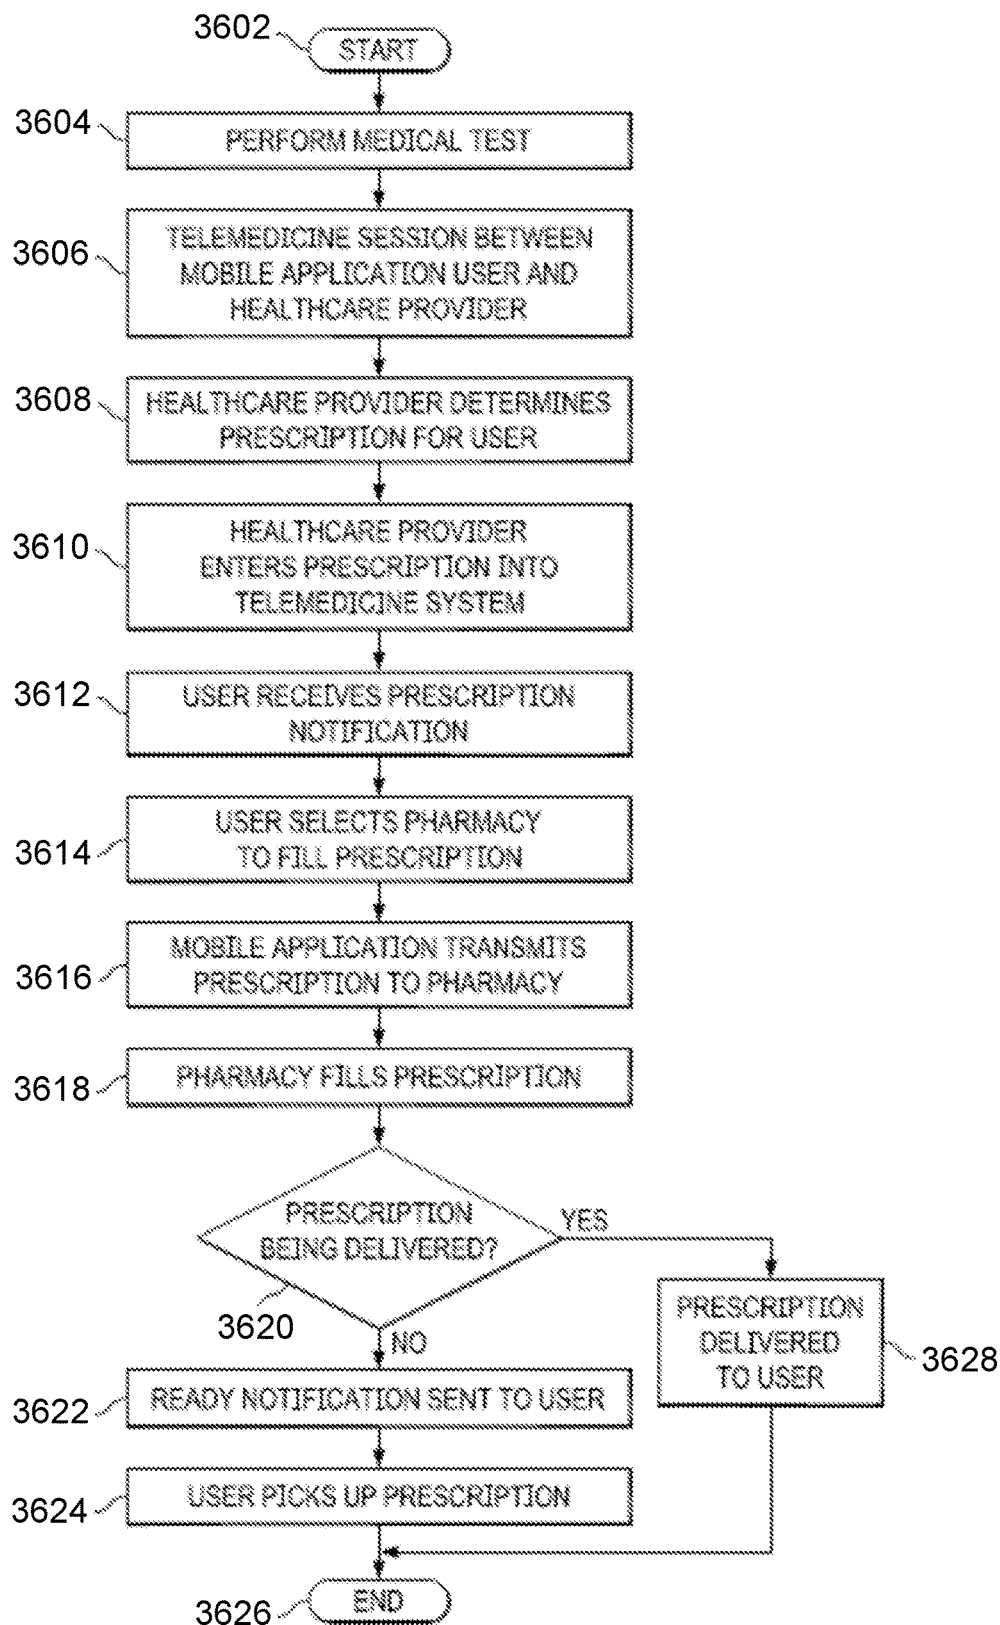 3602
START
3604
PERFORM MEDICAL TEST
3606
TELEMEDICINE SESSION BETWEEN
MOBILE APPLICATION USER AND
HEALTHCARE PROVIDER
3608
HEALTHCARE PROVIDER DETERMINES
PRESCRIPTION FOR USER
3610
HEALTHCARE PROVIDER
ENTERS PRESCRIPTION INTO
TELEMEDICINE SYSTEM
3612
USER RECEIVES PRESCRIPTION
NOTIFICATION
3614
USER SELECTS PHARMACY
TO FILL PRESCRIPTION
3616
MOBILE APPLICATION TRANSMITS
PRESCRIPTION TO PHARMACY
3618
PHARMACY FILLS PRESCRIPTION
PRESCRIPTION
BEING DELIVERED?
YES
3620
NO
PRESCRIPTION
DELIVERED
TO USER
3628
3622
READY NOTIFICATION SENT TO USER
3624
USER PICKS UP PRESCRIPTION
3626
END